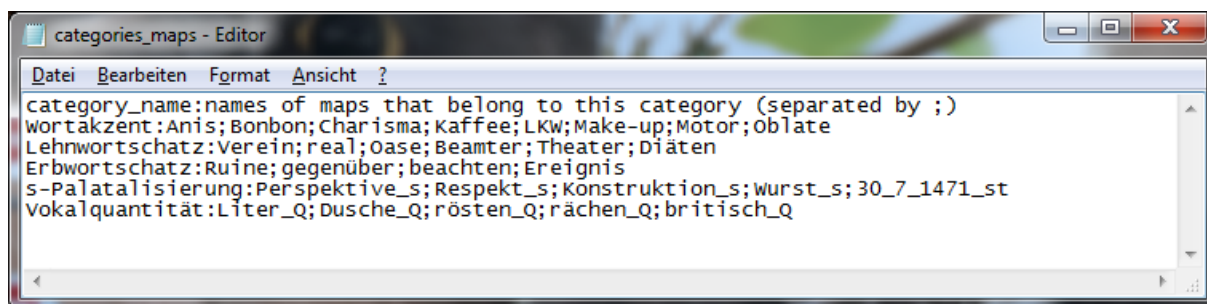 categories_maps - Editor
Datei Bearbeiten Format Ansicht ?
category_name:names of maps that belong to this category (separated by ;)
Wortakzent:Anis;Bonbon;Charisma;Kaffee;LKW;Make-up;Motor;Oblate
Lehnwortschatz:Verein;real;Oase;Beamter;Theater;Diäten
Erbwortschatz:Ruine;gegenüber;beachten;Ereignis
s-Palatalisierung:Perspektive_s;Respekt_s;Konstruktion_s;Wurst_s;30_7_1471_st
Vokalquantität:Liter_Q;Dusche_Q;rösten_Q;rächen_Q;britisch_Q